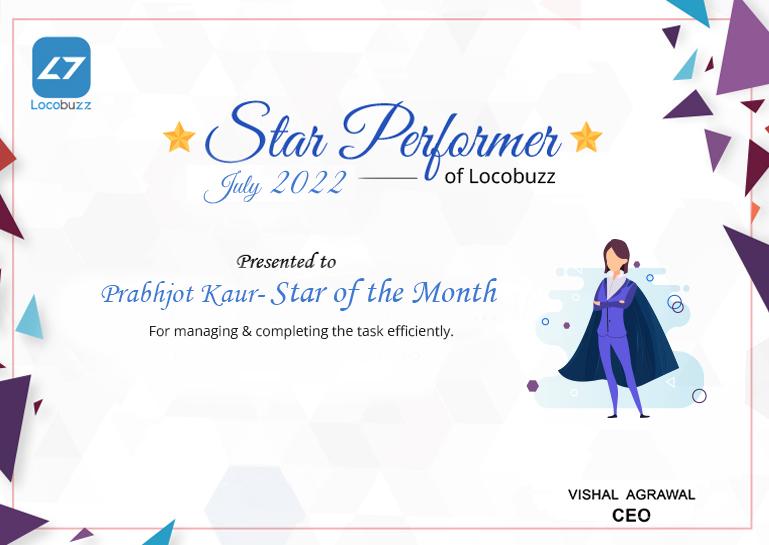 Locobuzz
Star Performer
July 2022
of Locobuzz
Presented to
Prabhjot Kaur- Star of the Month
For managing & completing the task efficiently.
VISHAL AGRAWAL
CEO